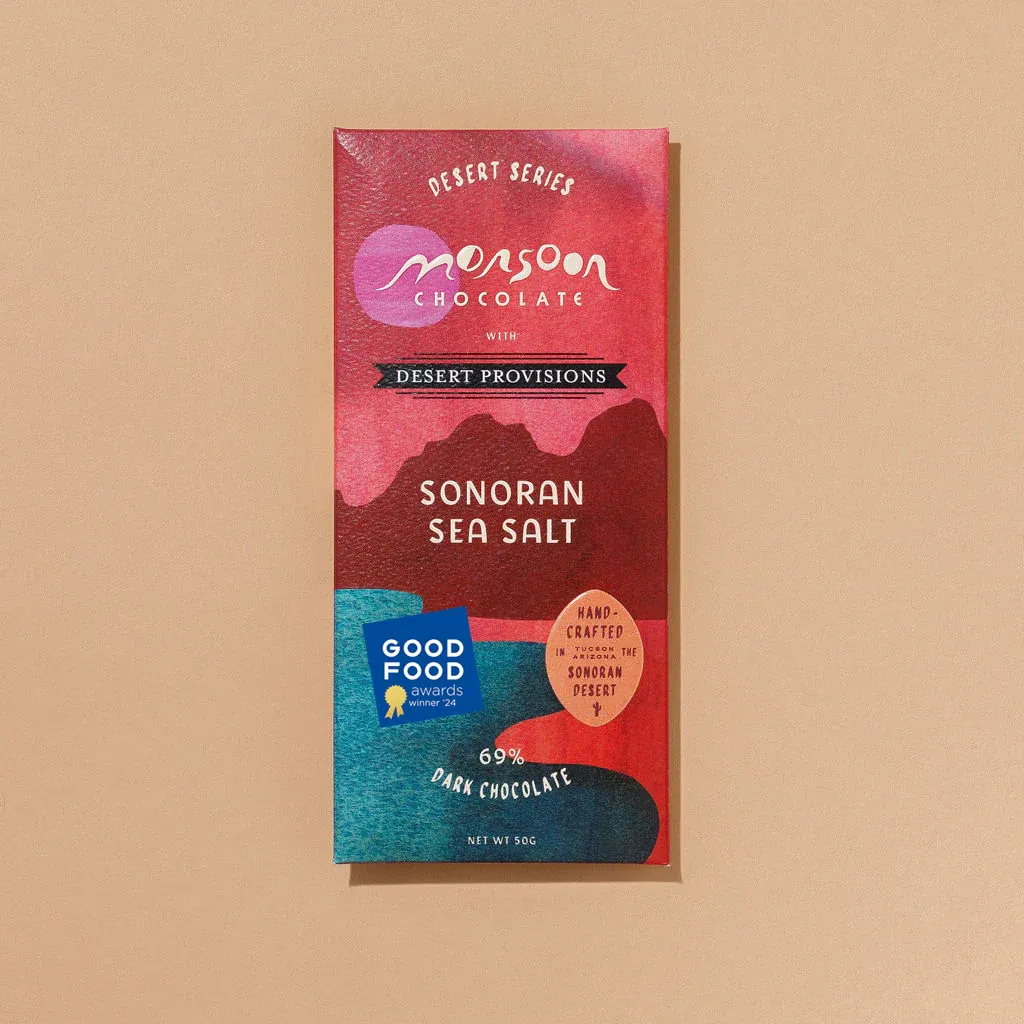 DESERT SERIES
monsoon
CHOCOLATE
WITH
DESERT PROVISIONS
SONORAN
SEA SALT
GOOD
FOOD
awards
winner '24
HAND-
CRAFTED
IN TUCSON ARIZONA THE
SONORAN
DESERT
69%
DARK CHOCOLATE
NET WT 50G